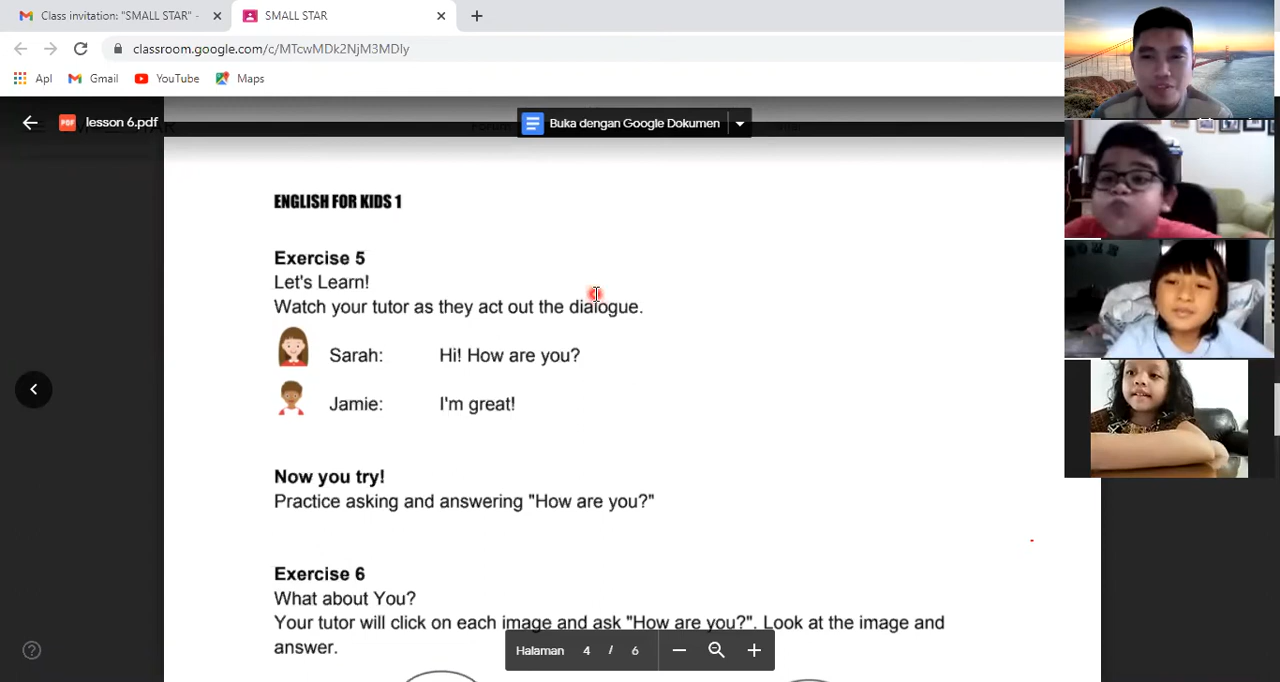 Class invitation: "SMALL STAR" -
SMALL STAR
classroom.google.com/c/MTcwMDk2NjM3MDly
Apl Gmail YouTube Maps
PDF lesson 6.pdf
Buka dengan Google Dokumen
ENGLISH FOR KIDS 1
Exercise 5
Let's Learn!
Watch your tutor as they act out the dialogue.
Sarah: Hi! How are you?
Jamie: I'm great!
Now you try!
Practice asking and answering "How are you?"
Exercise 6
What about You?
Your tutor will click on each image and ask "How are you?". Look at the image and
answer.
Halaman 4 / 6